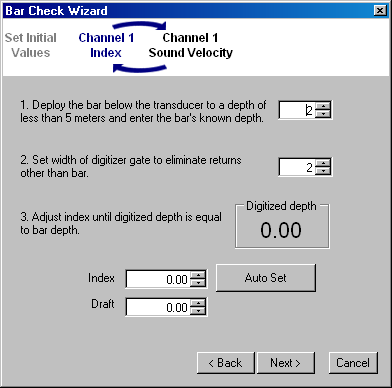 Bar Check Wizard
Set Initial Channel 1 Channel 1
Values Index Sound Velocity
1. Deploy the bar below the transducer to a depth of
less than 5 meters and enter the bar's known depth.
2
2. Set width of digitizer gate to eliminate returns
other than bar.
2
3. Adjust index until digitized depth is equal
to bar depth.
Digitized depth
0.00
Index 0.00 Auto Set
Draft 0.00
< Back Next > Cancel